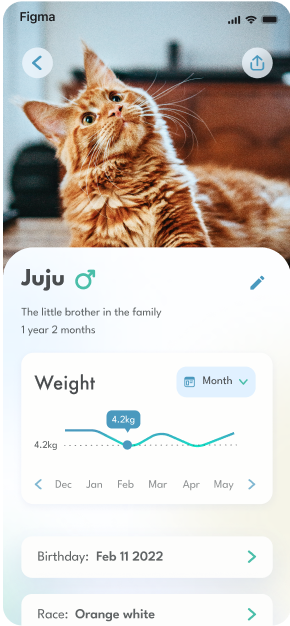 Figma
Juju
The little brother in the family
1 year 2 months
Weight
Month
4.2kg
4.2kg
Dec Jan Feb Mar Apr May
Birthday: Feb 11 2022
Race: Orange white